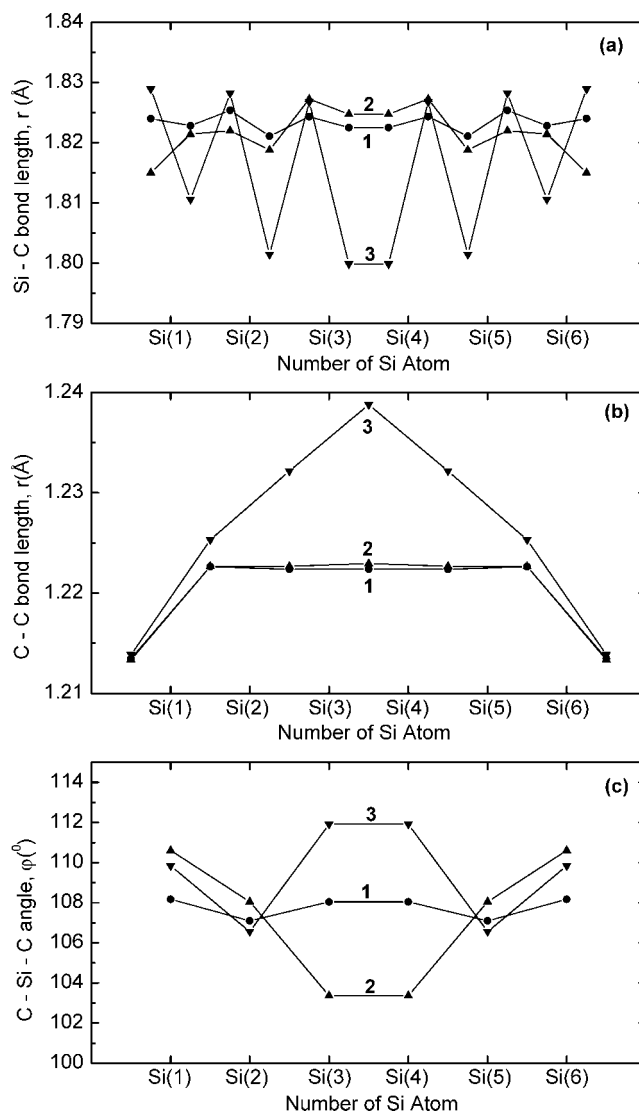 1.84
(a)
Si - C bond length, r (Å)
1.83
2
1.82
1
1.81
1.80
3
1.79
Si(1) Si(2) Si(3) Si(4) Si(5) Si(6)
Number of Si Atom
1.24
(b)
C - C bond length, r(Å)
3
1.23
2
1.22
1
1.21
Si(1) Si(2) Si(3) Si(4) Si(5) Si(6)
Number of Si Atom
114
(c)
C - Si - C angle, φ(⁰)
3
112
110
1
108
106
104
2
102
100
Si(1) Si(2) Si(3) Si(4) Si(5) Si(6)
Number of Si Atom